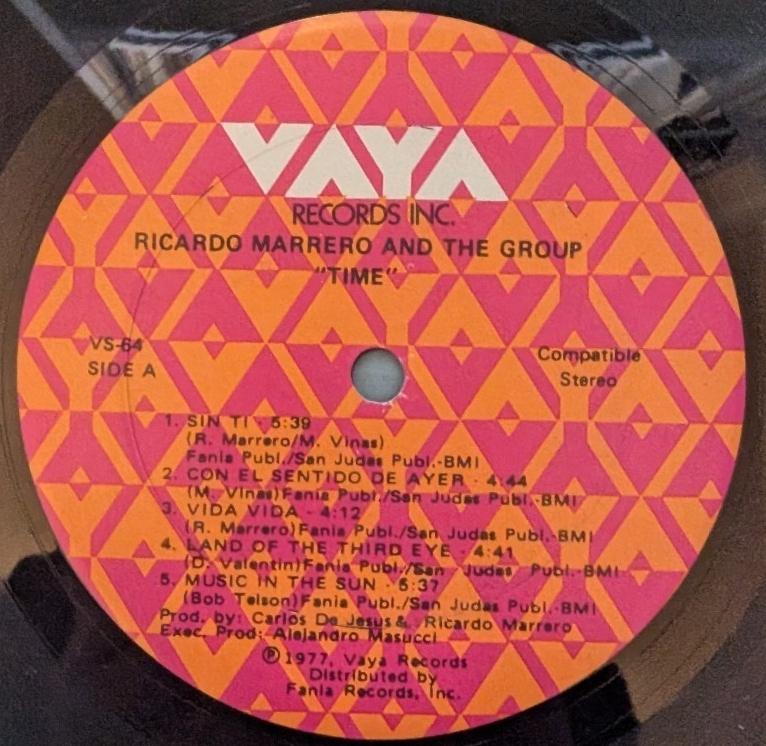 VAYA
RECORDS INC.
RICARDO MARRERO AND THE GROUP
"TIME"
VS-64
SIDE A
Compatible
Stereo
1. SIN TI - 5:39
(R. Marrero/M. Vinas)
Fania Publ./San Judas Publ.-BMI
2. CON EL SENTIDO DE AYER - 4:44
(M. Vinas)Fania Publ./San Judas Publ.-BMI
3. VIDA VIDA - 4:12
(R. Marrero)Fania Publ./San Judas Publ.-BMI
4. LAND OF THE THIRD EYE - 4:41
(D. Valentin)Fania Publ./San Judas Publ.-BMI
5. MUSIC IN THE SUN - 5:37
(Bob Telson)Fania Publ./San Judas Publ.-BMI
Prod. by: Carlos De Jesus & Ricardo Marrero
Exec. Prod: Alejandro Masucci
Ⓟ1977, Vaya Records
Distributed by
Fania Records, Inc.